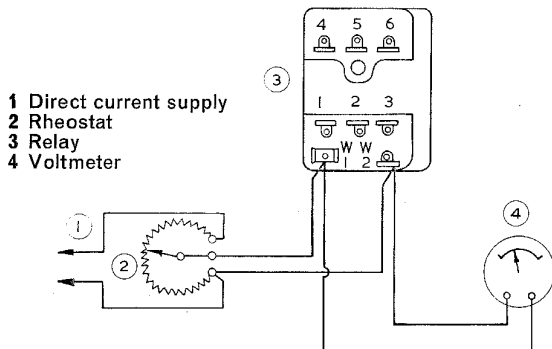 4 5 6
3
1 2 3
1 Direct current supply
2 Rheostat
3 Relay
4 Voltmeter
W W
1 2
4
1
2